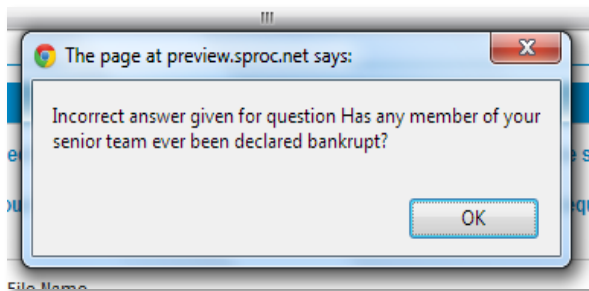 The page at preview.sproc.net says:
Incorrect answer given for question Has any member of your
senior team ever been declared bankrupt?
OK
File Name